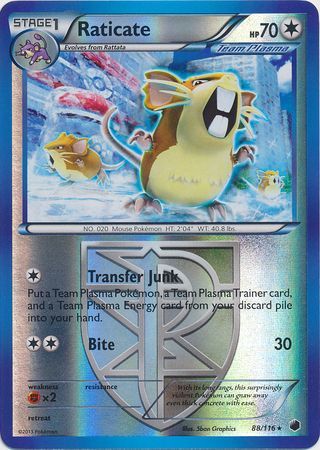 STAGE1
Raticate
HP 70
Evolves from Rattata
Team Plasma
NO. 020 Mouse Pokémon HT: 2'04" WT: 40.8 lbs.
Transfer Junk
Put a Team Plasma Pokémon, a Team Plasma Trainer card,
and a Team Plasma Energy card from your discard pile
into your hand.
Bite 30
weakness resistance
×2
retreat
With its long fangs, this surprisingly
violent Pokémon can gnaw away
even thick concrete with ease.
Illus. 5ban Graphics
88/116 ★
©2013 Pokémon